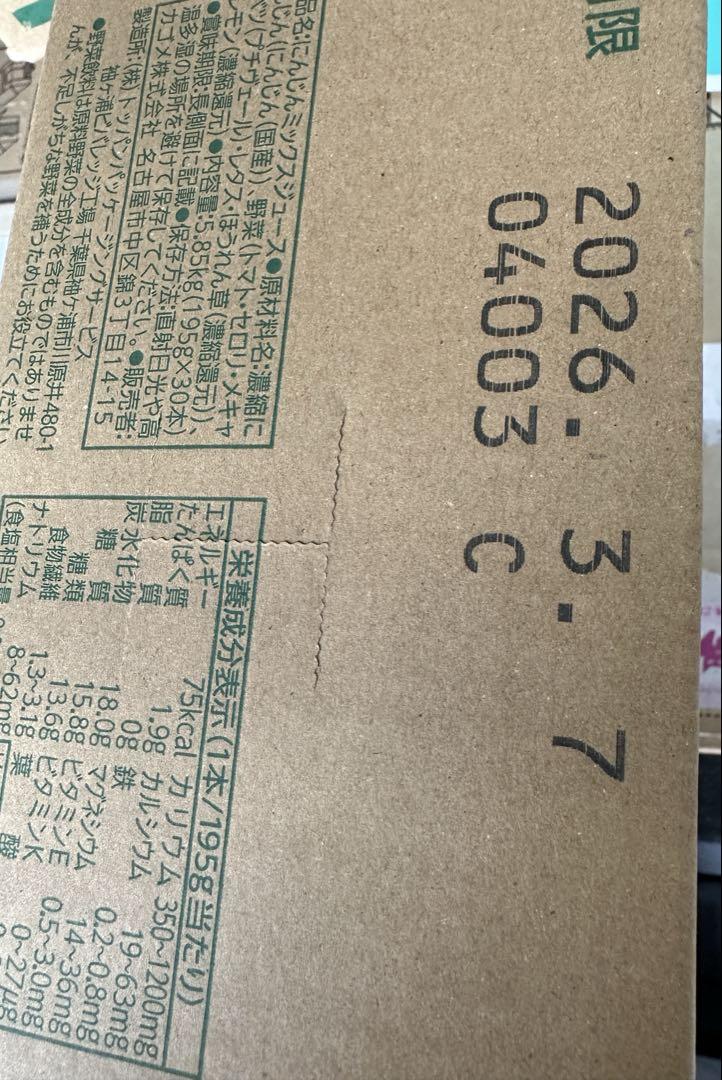 限
2026. 3. 7
04003 C
品名:にんじんミックスジュース●原材料名:濃縮に
んじん(にんじん(国産))、野菜(トマト・セロリ・メキャ
ベツ(プチヴェール)・レタス・ほうれん草(濃縮還元))、
レモン(濃縮還元)●内容量:5.85kg(195g×30本)
●賞味期限:長側面に記載●保存方法:直射日光や高
温多湿の場所を避けて保存してください。●販売者:
カゴメ株式会社 名古屋市中区錦3丁目14-15
製造所:(株)トッパンパッケージングサービス
袖ケ浦ビバレッジ工場 千葉県袖ケ浦市川原井480-1
●野菜飲料は原料野菜の全成分を含むものではありませ
んが、不足しがちな野菜を補うためにお役立てください
栄養成分表示(1本/195g当たり)
エネルギー 75kcal カリウム 350~1200mg
たんぱく質 1.9g カルシウム 19~63mg
脂質 0g 鉄 0.2~0.8mg
炭水化物 18.0g マグネシウム 14~36mg
糖質 15.8g ビタミンE 0.5~3.0mg
糖類 13.6g ビタミンK 0~27μg
食物繊維 1.3~3.1g 葉酸
ナトリウム 8~62mg
(食塩相当量